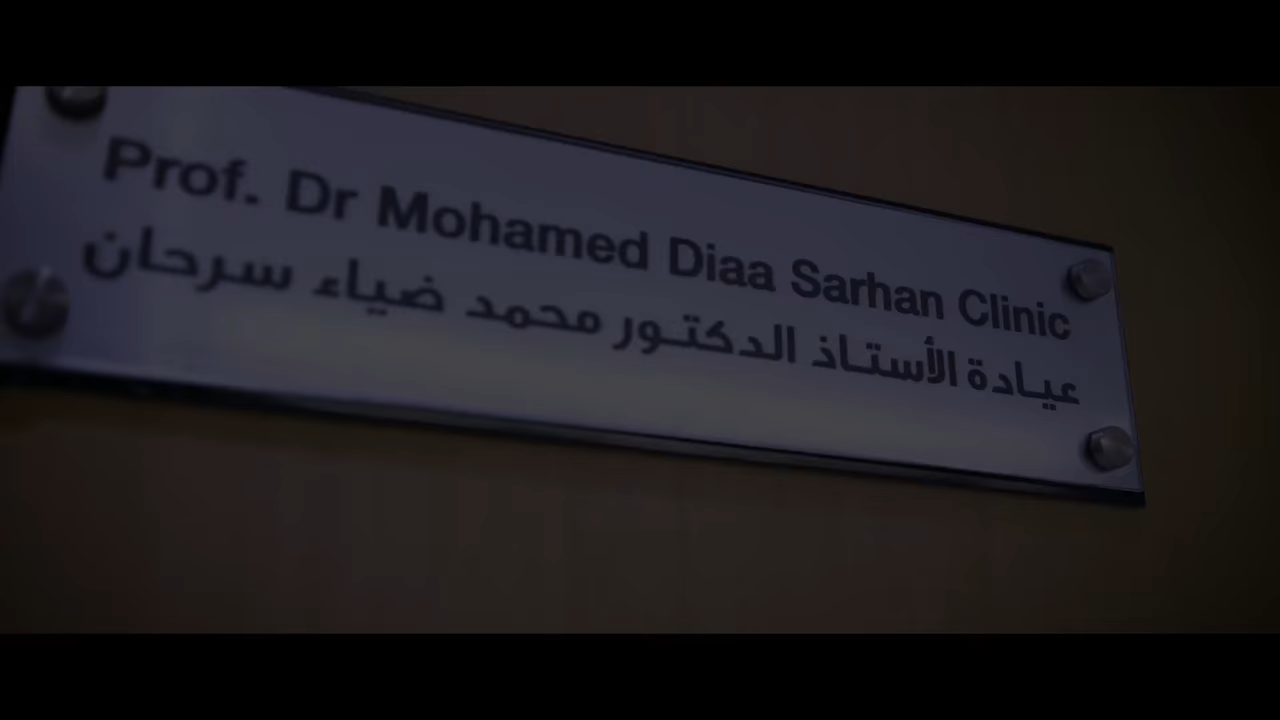 Prof. Dr Mohamed Diaa Sarhan Clinic
عيادة الأستاذ الدكتور محمد ضياء سرحان